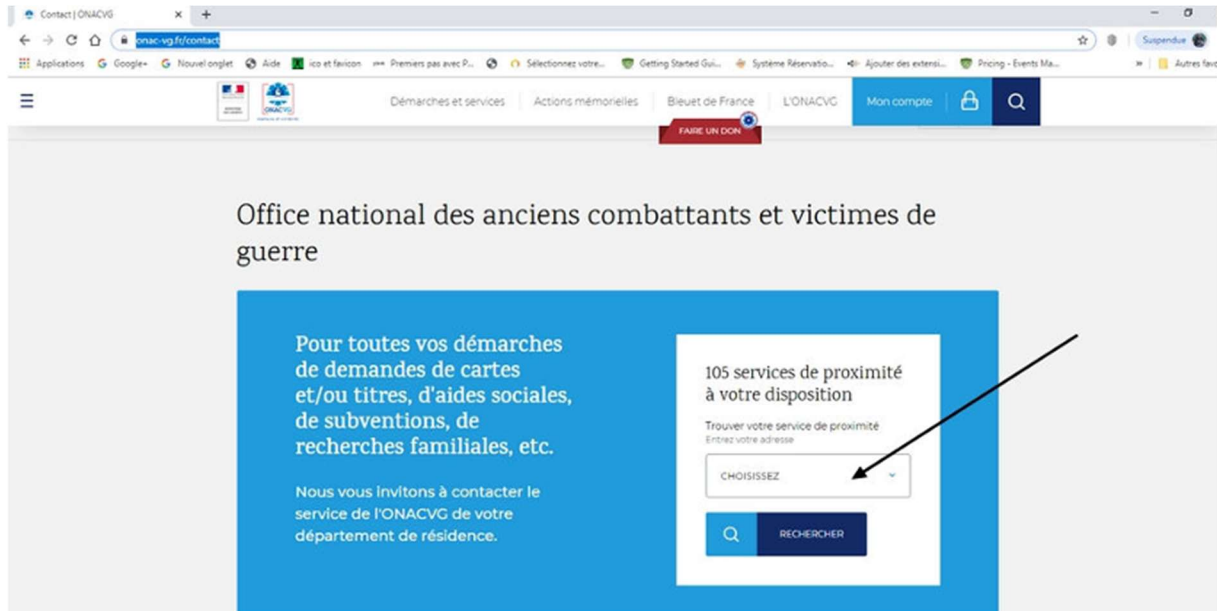 Contact | ONACVG
onac-vg.fr/contact
Suspendue
Applications Google+ Nouvel onglet Aide ico et favicon Premiers pas avec P... Sélectionnez votre... Getting Started Gui... Système Réservatio... Ajouter des extensi... Pricing - Events Ma... » Autres favo
Démarches et services Actions mémorielles Bleuet de France L'ONACVG Mon compte
ONACVG
FAIRE UN DON
Office national des anciens combattants et victimes de
guerre
Pour toutes vos démarches
de demandes de cartes
et/ou titres, d'aides sociales,
de subventions, de
recherches familiales, etc.
Nous vous invitons à contacter le
service de l'ONACVG de votre
département de résidence.
105 services de proximité
à votre disposition
Trouver votre service de proximité
Entrez votre adresse
CHOISISSEZ
RECHERCHER